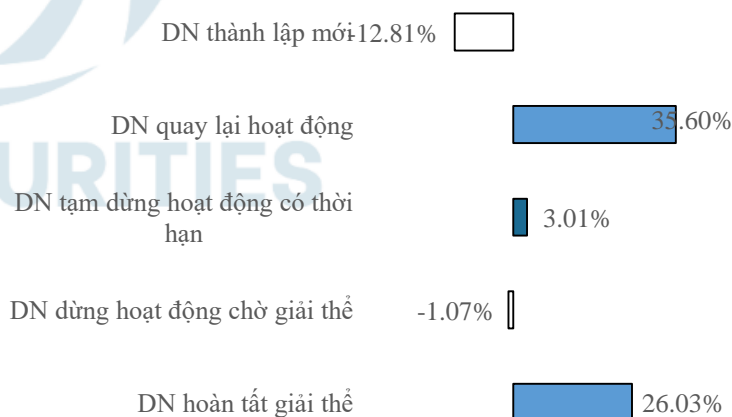 DN thành lập mới -12.81%
DN quay lại hoạt động 35.60%
URITIES
DN tạm dừng hoạt động có thời
hạn 3.01%
DN dừng hoạt động chờ giải thể -1.07%
DN hoàn tất giải thể 26.03%